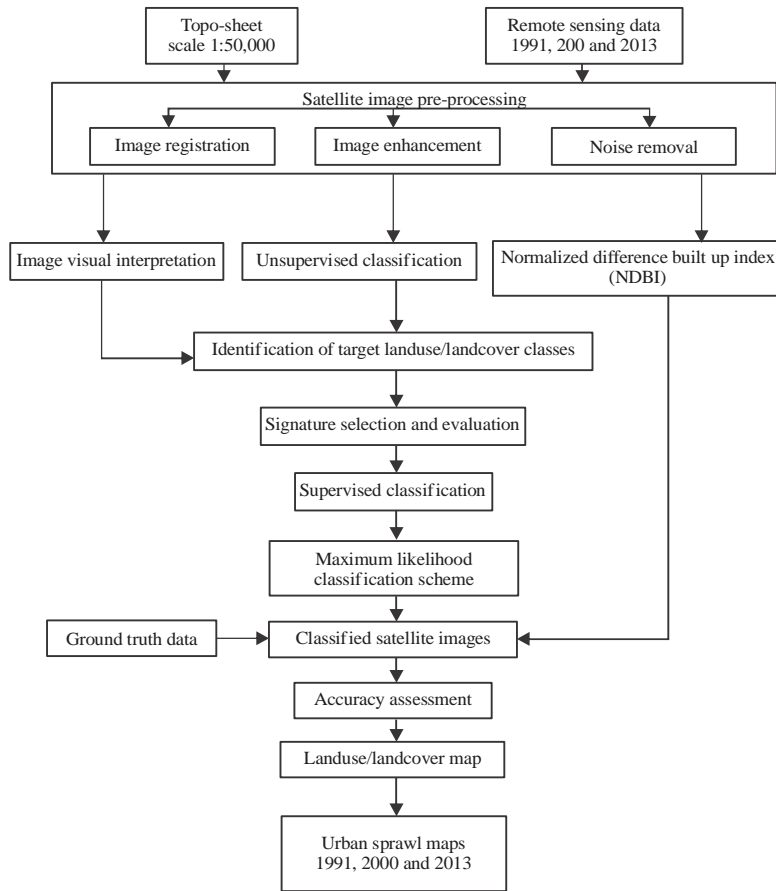 Topo-sheet
scale 1:50,000
Remote sensing data
1991, 200 and 2013
Satellite image pre-processing
Image registration
Image enhancement
Noise removal
Image visual interpretation
Unsupervised classification
Normalized difference built up index
(NDBI)
Identification of target landuse/landcover classes
Signature selection and evaluation
Supervised classification
Maximum likelihood
classification scheme
Ground truth data
Classified satellite images
Accuracy assessment
Landuse/landcover map
Urban sprawl maps
1991, 2000 and 2013